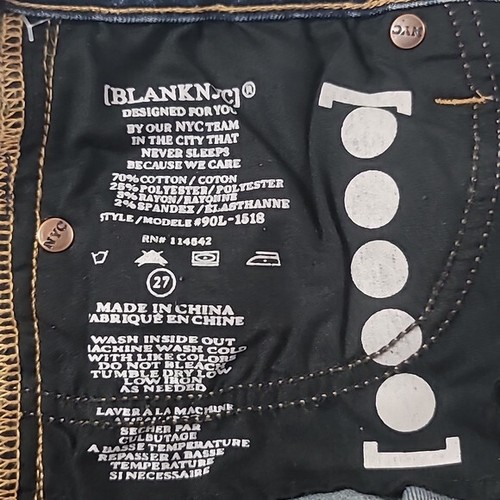 NYC
[BLANKNYC]®
DESIGNED FOR YOU
BY OUR NYC TEAM
IN THE CITY THAT
NEVER SLEEPS
BECAUSE WE CARE
70% COTTON / COTON
25% POLYESTER/POLYESTER
3% RAYON/RAYONNE
2% SPANDEX /ELASTHANNE
STYLE/MODELE #90L-1518
RN# 114642
NYC
27
MADE IN CHINA
FABRIQUÉ EN CHINE
WASH INSIDE OUT
MACHINE WASH COLD
WITH LIKE COLORS
DO NOT BLEACH
TUMBLE DRY LOW
LOW IRON
AS NEEDED
LAVER À LA MACHINE
SÉCHER PAR
CULBUTAGE
A BASSE TEMPERATURE
REPASSER A BASSE
TEMPERATURE
SI NECESSAIRE